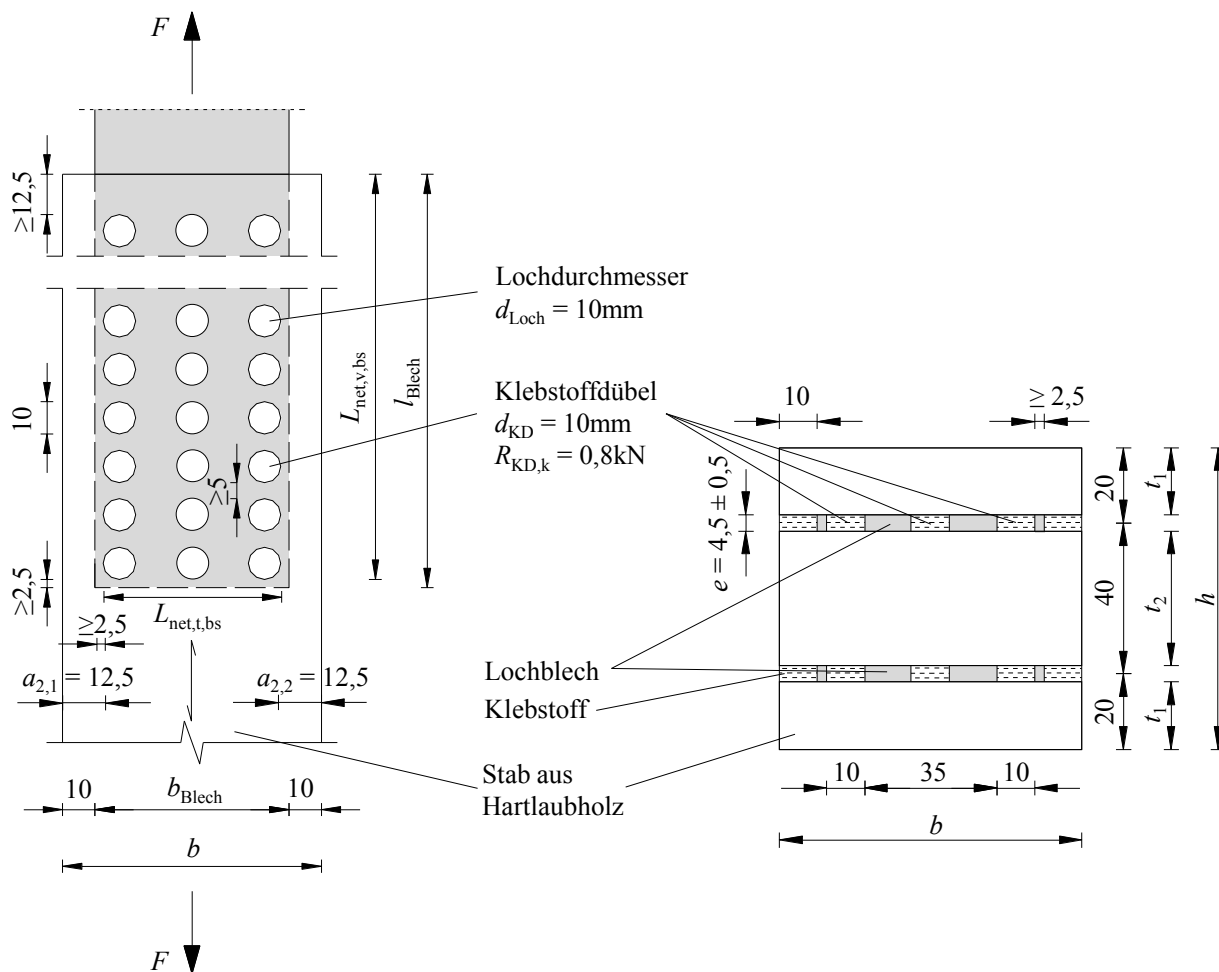 F
≥12,5
Lochdurchmesser
d_Loch = 10mm
L_net,v,bs
l_Blech
10
Klebstoffdübel
d_KD = 10mm
R_KD,k = 0,8kN
≥5
≥2,5
L_net,t,bs
≥2,5
a_2,1 = 12,5
a_2,2 = 12,5
Lochblech
Klebstoff
Stab aus
Hartlaubholz
10
b_Blech
10
b
F
10
≥ 2,5
e = 4,5 ± 0,5
20
t_1
40
t_2
h
20
t_1
10
35
10
b